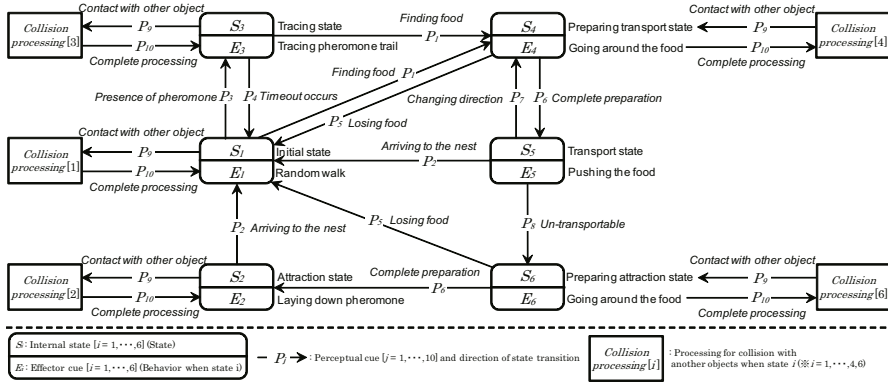 Contact with other object
P9
Collision
processing[3]
P10
Complete processing
S3
E3
Tracing state
Tracing pheromone trail
Finding food
P1
S4
E4
Preparing transport state
Going around the food
Contact with other object
P9
P10
Complete processing
Collision
processing[4]
Presence of pheromone P3
P4 Timeout occurs
Finding food P1
P5 Losing food
Changing direction P7
P6 Complete preparation
Contact with other object
P9
Collision
processing[1]
P10
Complete processing
S1
E1
Initial state
Random walk
Arriving to the nest
P2
S5
E5
Transport state
Pushing the food
P2 Arriving to the nest
P5 Losing food
P8 Un-transportable
Contact with other object
P9
Collision
processing[2]
P10
Complete processing
S2
E2
Attraction state
Laying down pheromone
Complete preparation
P6
S6
E6
Preparing attraction state
Going around the food
Contact with other object
P9
P10
Complete processing
Collision
processing[6]
S: Internal state [i = 1,···,6] (State)
E: Effector cue [i = 1,···,6] (Behavior when state i)
Pj : Perceptual cue [j = 1,···,10] and direction of state transition
Collision
processing[i]
: Processing for collision with
another objects when state i (※i = 1,···,4,6)